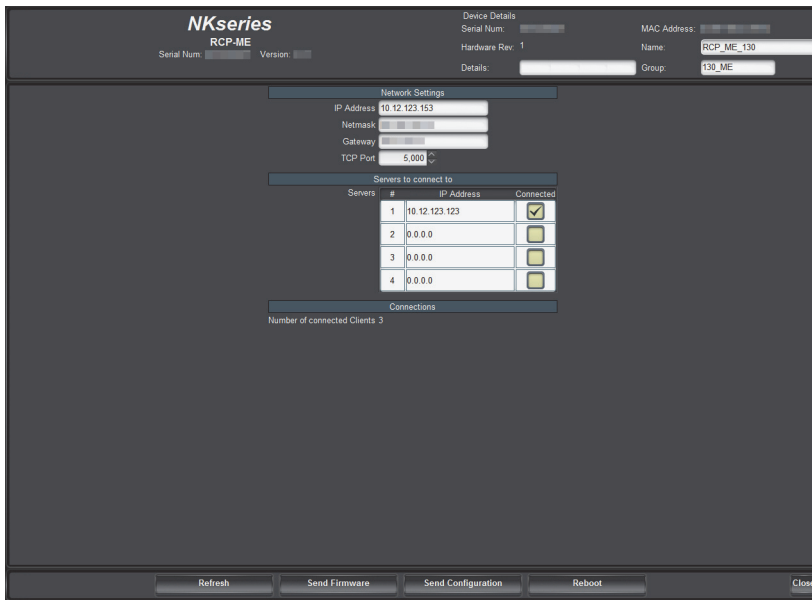 NKseries
RCP-ME
Serial Num: Version:
Device Details
Serial Num: MAC Address:
Hardware Rev: 1 Name: RCP_ME_130
Details: Group: 130_ME
Network Settings
IP Address 10.12.123.153
Netmask
Gateway
TCP Port 5,000
Servers to connect to
Servers # IP Address Connected
1 10.12.123.123
2 0.0.0.0
3 0.0.0.0
4 0.0.0.0
Connections
Number of connected Clients 3
Refresh Send Firmware Send Configuration Reboot Close